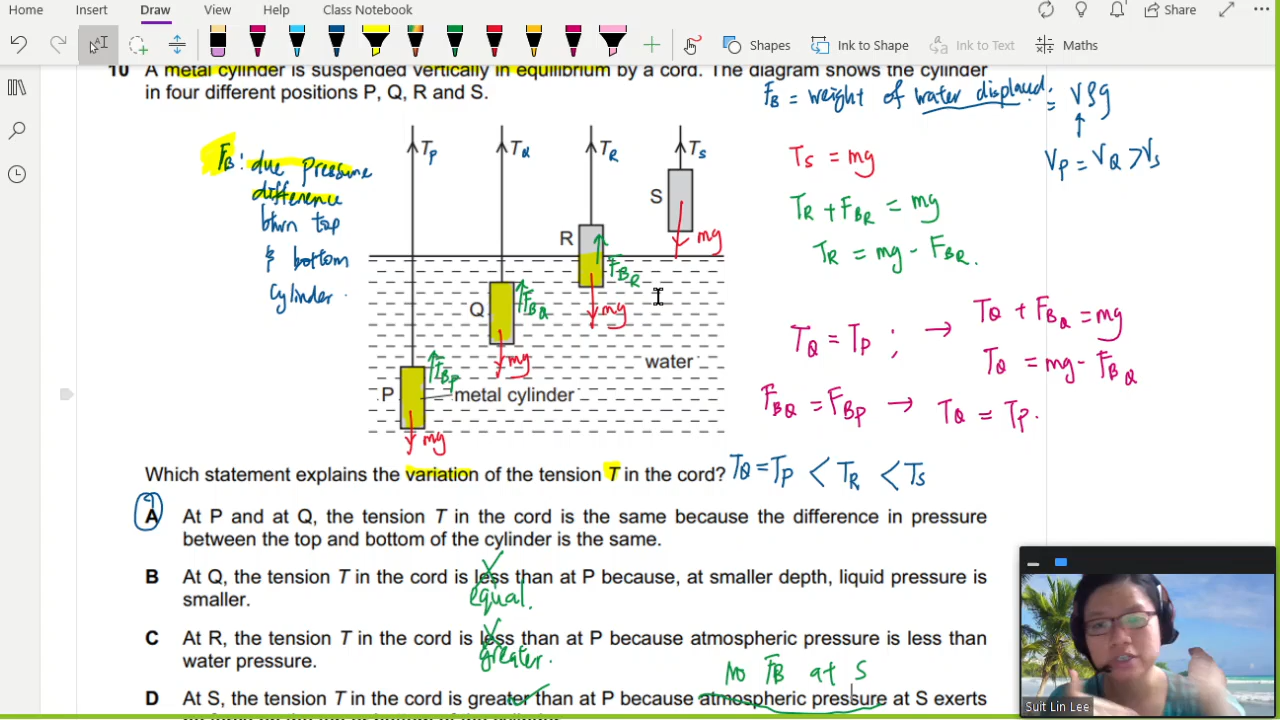 Home Insert Draw View Help Class Notebook Share
Shapes Ink to Shape Ink to Text Maths
10 A metal cylinder is suspended vertically in equilibrium by a cord. The diagram shows the cylinder
in four different positions P, Q, R and S.
FB = weight of water displaced. = Vρg
VP = VQ > VS
FB : due pressure
difference
btwn top
& bottom
cylinder.
TP TQ TR TS
S
mg
R
FBR
mg
Q
FBQ
mg
water
FBP
P metal cylinder
mg
TS = mg
TR + FBR = mg
TR = mg - FBR.
TQ = TP ; → TQ + FBQ = mg
TQ = mg - FBQ
FBQ = FBP → TQ = TP.
Which statement explains the variation of the tension T in the cord? TQ = TP < TR < TS
A At P and at Q, the tension T in the cord is the same because the difference in pressure
between the top and bottom of the cylinder is the same.
B At Q, the tension T in the cord is less than at P because, at smaller depth, liquid pressure is
smaller.
equal.
C At R, the tension T in the cord is less than at P because atmospheric pressure is less than
water pressure.
greater.
No FB at S
D At S, the tension T in the cord is greater than at P because atmospheric pressure at S exerts
Suit Lin Lee